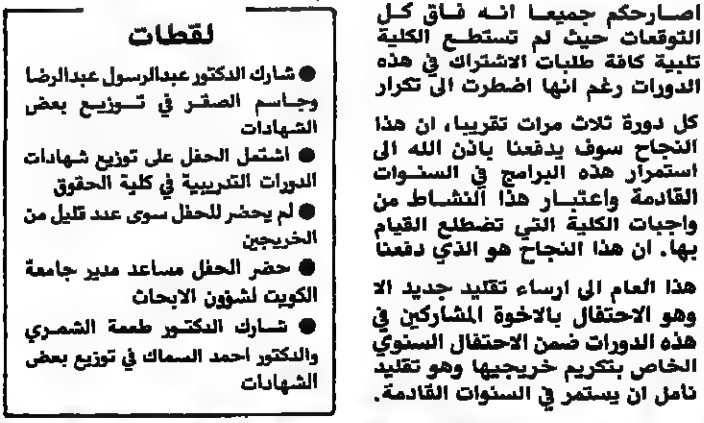 اصارحكم جميعا انه فاق كل
التوقعات حيث لم تستطع الكلية
تلبية كافة طلبات الاشتراك في هذه
الدورات رغم انها اضطرت الى تكرار
كل دورة ثلاث مرات تقريبا، ان هذا
النجاح سوف يدفعنا باذن الله الى
استمرار هذه البرامج في السنوات
القادمة واعتبار هذا النشاط من
واجبات الكلية التي تضطلع القيام
بها. ان هذا النجاح هو الذي دفعنا
هذا العام الى ارساء تقليد جديد الا
وهو الاحتفال بالاخوة المشاركين في
هذه الدورات ضمن الاحتفال السنوي
الخاص بتكريم خريجيها وهو تقليد
نامل ان يستمر في السنوات القادمة.
لقطات
● شارك الدكتور عبدالرسول عبدالرضا
وجاسم الصقر في توزيع بعض
الشهادات
● اشتمل الحفل على توزيع شهادات
الدورات التدريبية في كلية الحقوق
● لم يحضر للحفل سوى عدد قليل من
الخريجين
● حضر الحفل مساعد مدير جامعة
الكويت لشؤون الابحاث
● شارك الدكتور طعمة الشمري
والدكتور احمد السماك في توزيع بعض
الشهادات